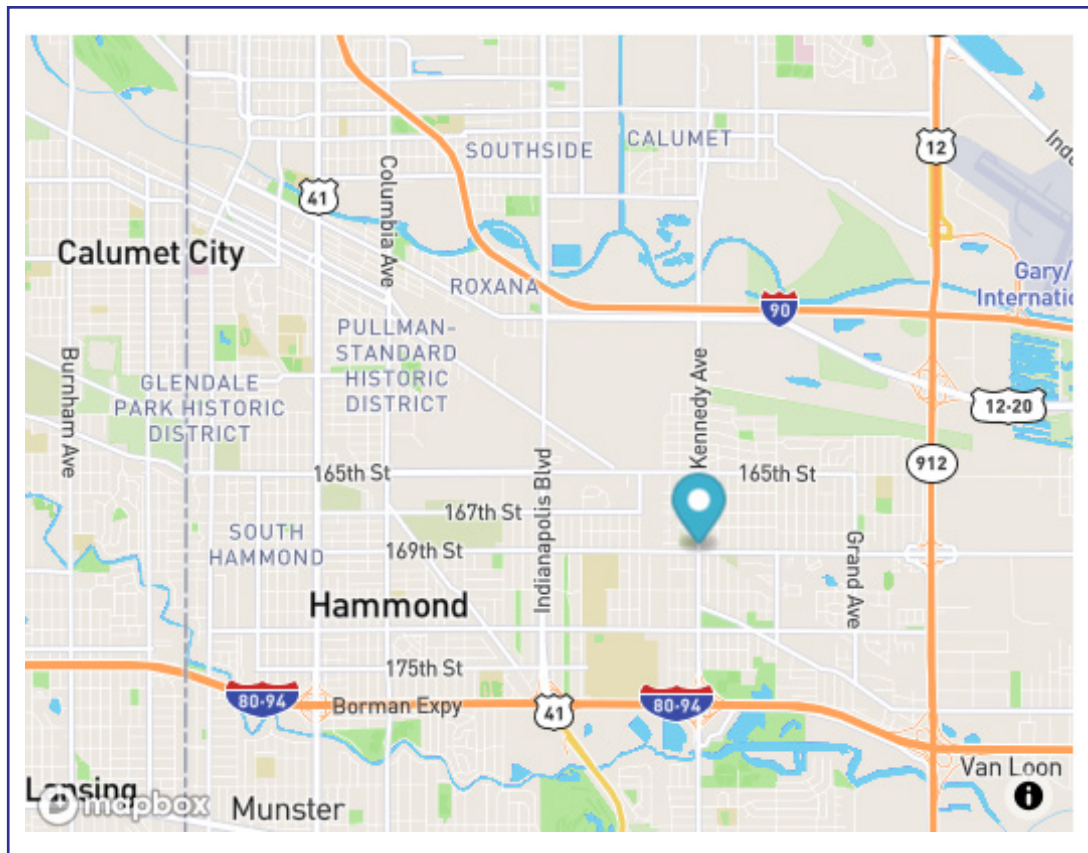 12
CALUMET
SOUTHSIDE
Columbia Ave
41
Calumet City
Gary/
Internatio
ROXANA
90
PULLMAN-
STANDARD
HISTORIC
DISTRICT
Burnham Ave
Kennedy Ave
GLENDALE
PARK HISTORIC
DISTRICT
12-20
165th St
165th St
912
Indianapolis Blvd
167th St
SOUTH
HAMMOND
169th St
Grand Ave
Hammond
175th St
80-94
Borman Expy
41
80-94
Van Loon
Lansing
mapbox
Munster